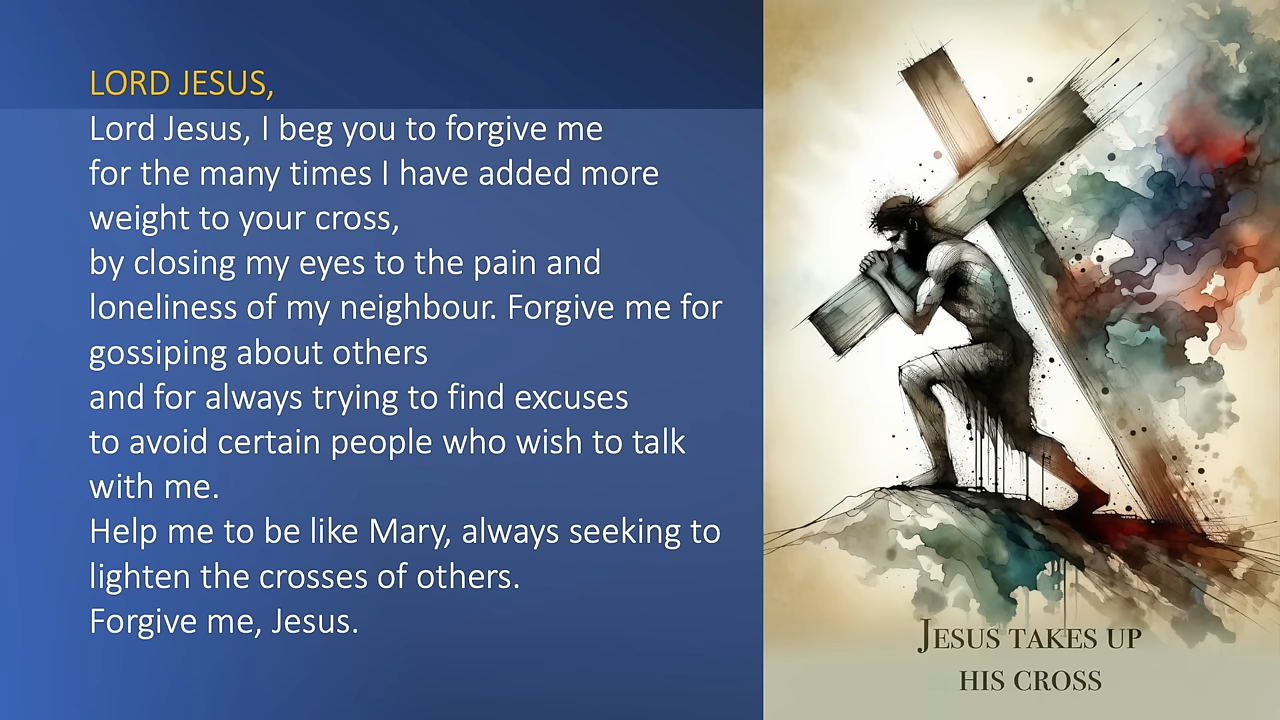 LORD JESUS,
Lord Jesus, I beg you to forgive me
for the many times I have added more
weight to your cross,
by closing my eyes to the pain and
loneliness of my neighbour. Forgive me for
gossiping about others
and for always trying to find excuses
to avoid certain people who wish to talk
with me.
Help me to be like Mary, always seeking to
lighten the crosses of others.
Forgive me, Jesus.
JESUS TAKES UP
HIS CROSS